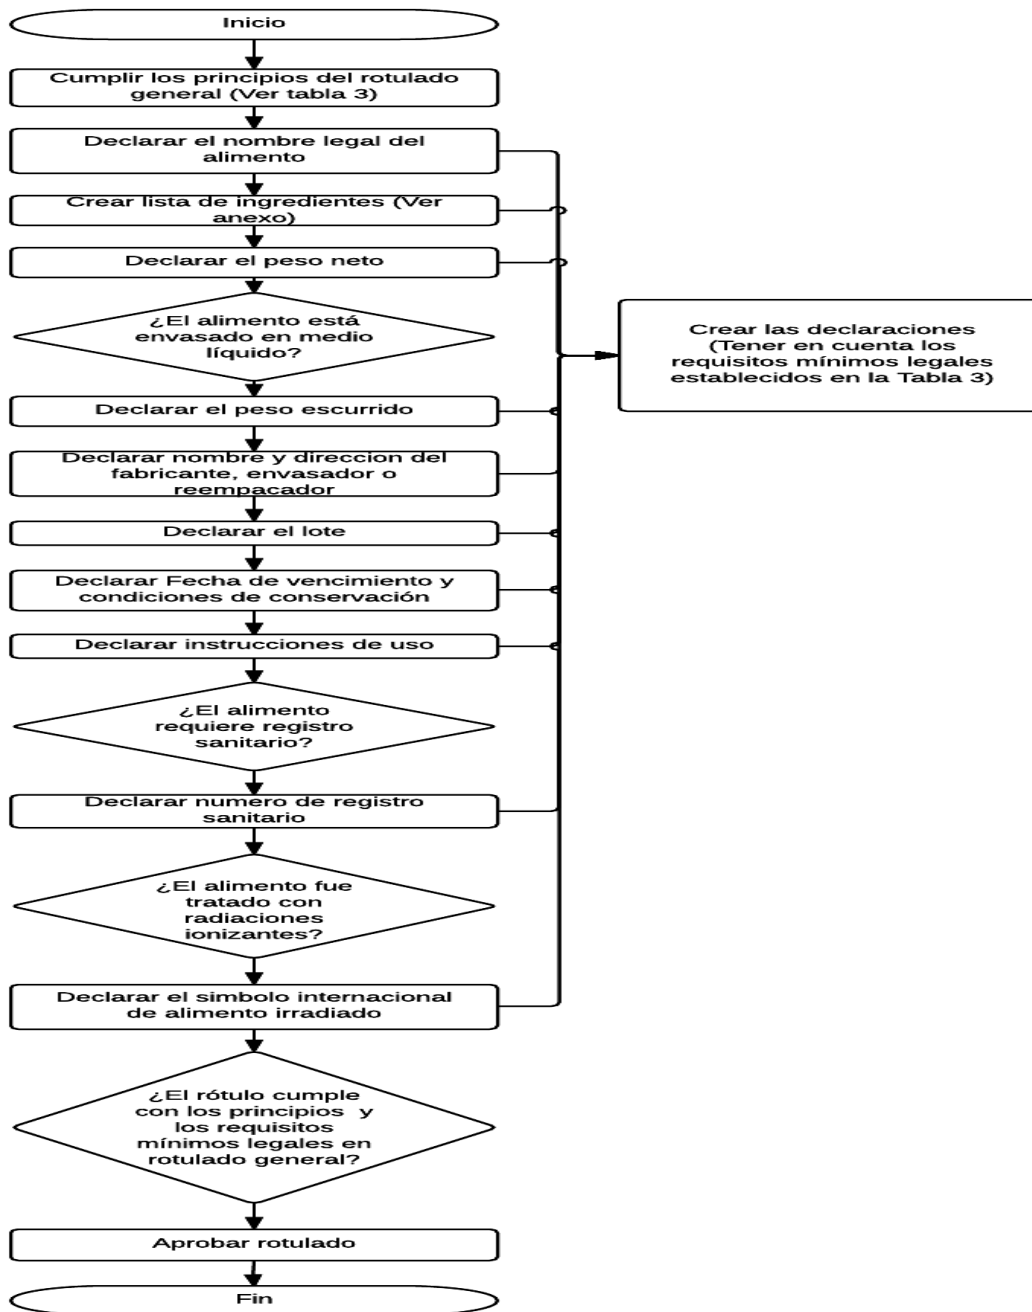 Inicio
Cumplir los principios del rotulado
general (Ver tabla 3)
Declarar el nombre legal del
alimento
Crear lista de ingredientes (Ver
anexo)
Declarar el peso neto
¿El alimento está
envasado en medio
líquido?
Crear las declaraciones
(Tener en cuenta los
requisitos mínimos legales
establecidos en la Tabla 3)
Declarar el peso escurrido
Declarar nombre y direccion del
fabricante, envasador o
reempacador
Declarar el lote
Declarar Fecha de vencimiento y
condiciones de conservación
Declarar instrucciones de uso
¿El alimento
requiere registro
sanitario?
Declarar numero de registro
sanitario
¿El alimento fue
tratado con
radiaciones
ionizantes?
Declarar el simbolo internacional
de alimento irradiado
¿El rótulo cumple
con los principios  y
los requisitos
mínimos legales en
rotulado general?
Aprobar rotulado
Fin